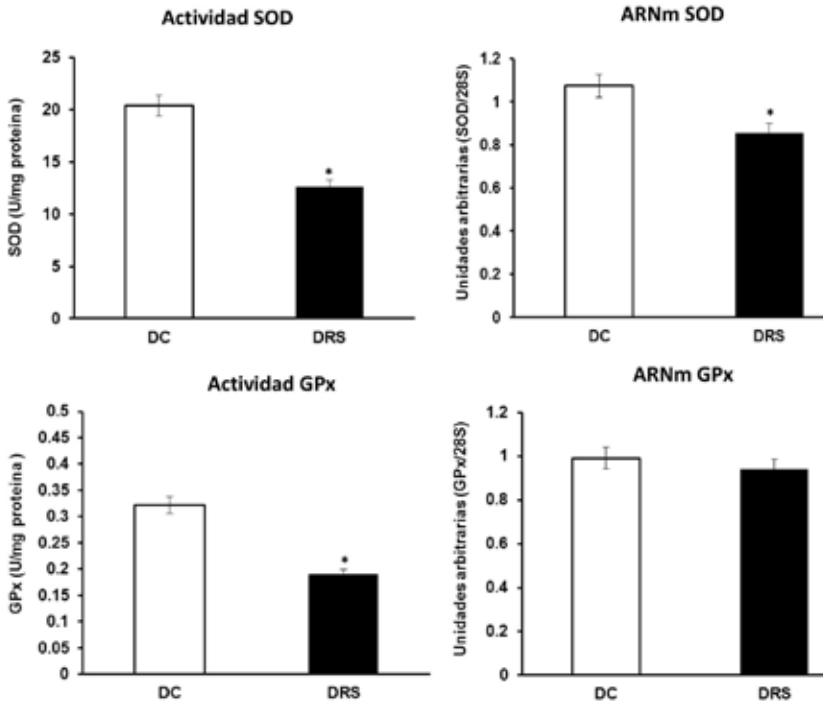 Actividad SOD
25
20
15
10
5
0
SOD (U/mg proteina)
*
DC
DRS
ARNm SOD
1.2
1
0.8
0.6
0.4
0.2
0
Unidades arbitrarias (SOD/28S)
*
DC
DRS
Actividad GPx
0.5
0.45
0.4
0.35
0.3
0.25
0.2
0.15
0.1
0.05
0
GPx (U/mg proteina)
*
DC
DRS
ARNm GPx
1.2
1
0.8
0.6
0.4
0.2
0
Unidades arbitrarias (GPx/28S)
DC
DRS